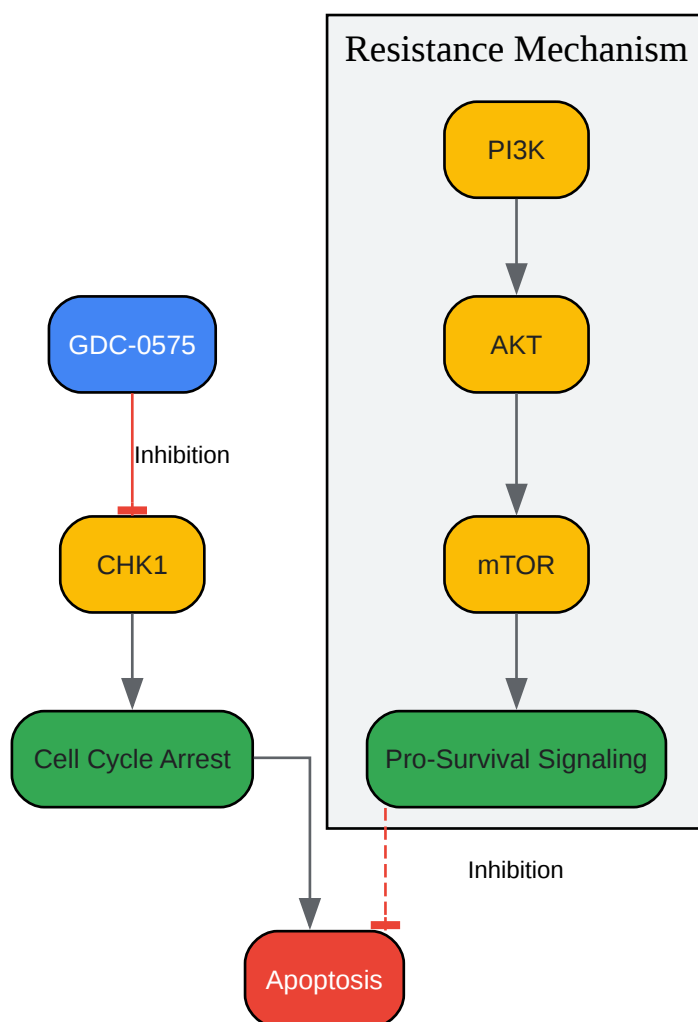 Resistance Mechanism
PI3K
GDC-0575
AKT
Inhibition
CHK1
mTOR
Cell Cycle Arrest
Pro-Survival Signaling
Inhibition
Apoptosis